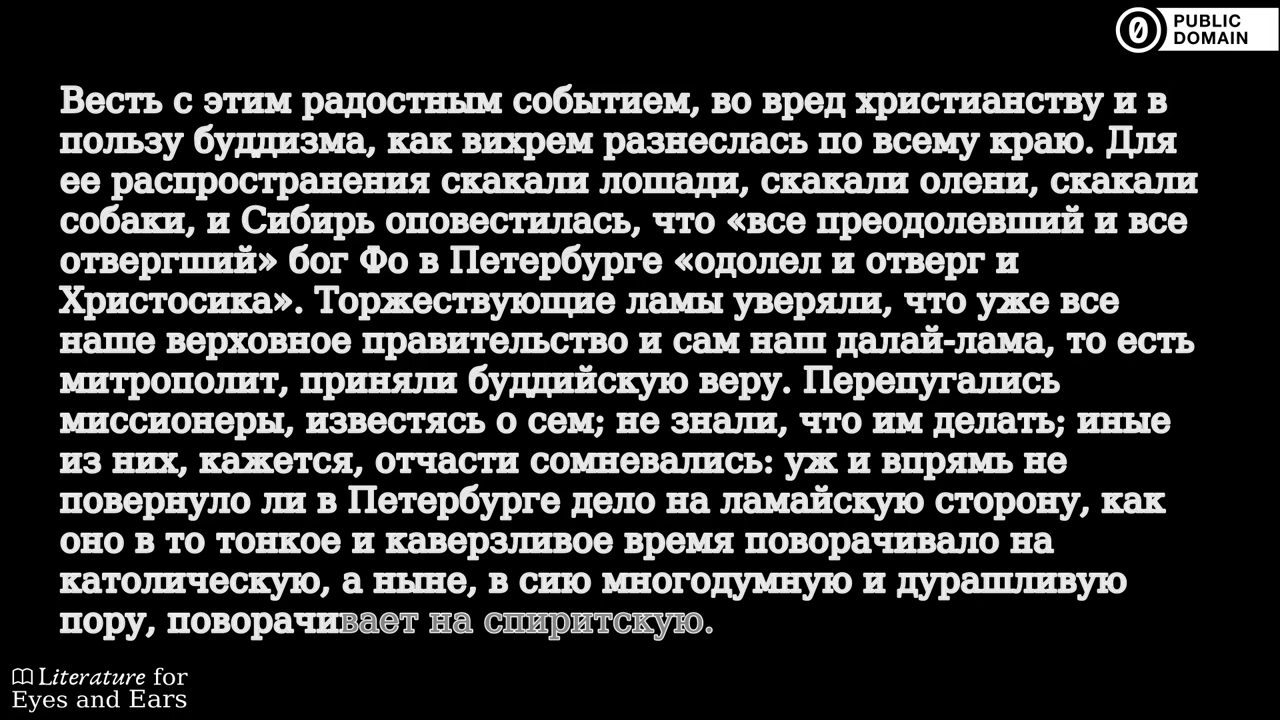 PUBLIC
DOMAIN
Весть с этим радостным событием, во вред христианству и в
пользу буддизма, как вихрем разнеслась по всему краю. Для
ее распространения скакали лошади, скакали олени, скакали
собаки, и Сибирь оповестилась, что «все преодолевший и все
отвергший» бог Фо в Петербурге «одолел и отверг и
Христосика». Торжествующие ламы уверяли, что уже все
наше верховное правительство и сам наш далай-лама, то есть
митрополит, приняли буддийскую веру. Перепугались
миссионеры, известясь о сем; не знали, что им делать; иные
из них, кажется, отчасти сомневались: уж и впрямь не
повернуло ли в Петербурге дело на ламайскую сторону, как
оно в то тонкое и каверзливое время поворачивало на
католическую, а ныне, в сию многодумную и дурашливую
пору, поворачивает на спиритскую.
Literature for
Eyes and Ears